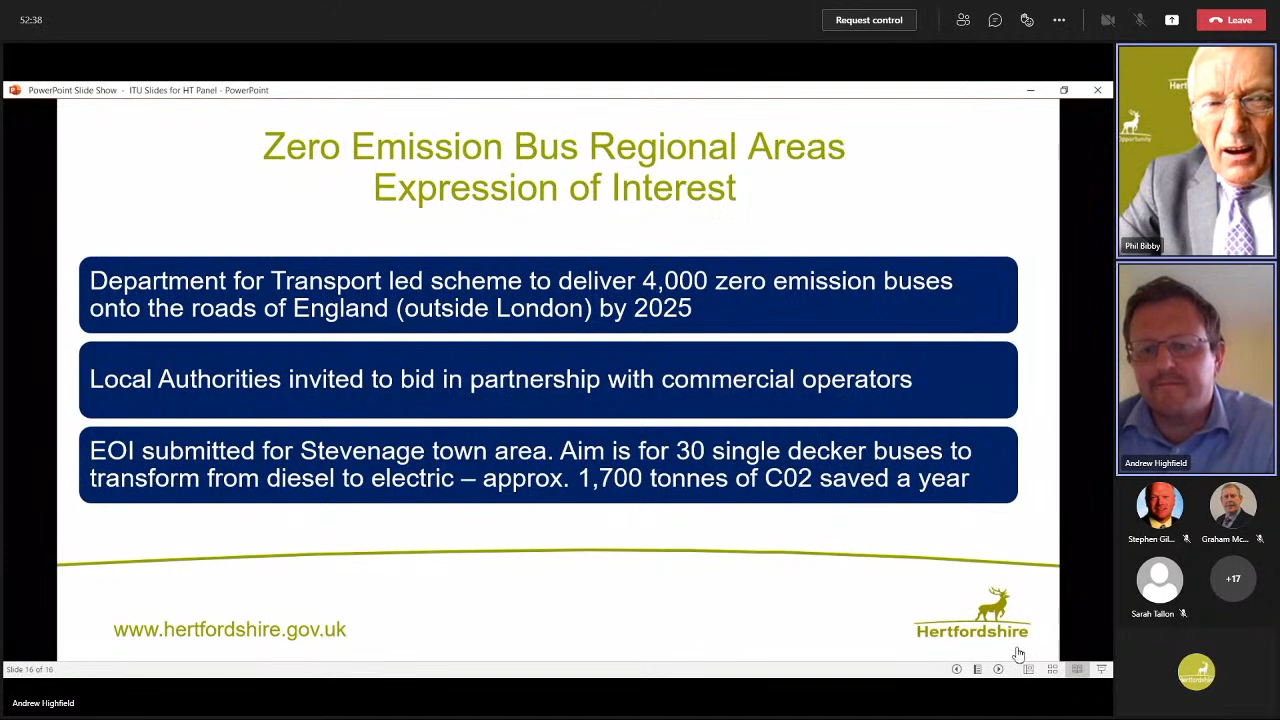 52:38
Request control
Leave
PowerPoint Slide Show - ITU Slides for HT Panel - PowerPoint
Zero Emission Bus Regional Areas
Expression of Interest
Department for Transport led scheme to deliver 4,000 zero emission buses
onto the roads of England (outside London) by 2025
Local Authorities invited to bid in partnership with commercial operators
EOI submitted for Stevenage town area. Aim is for 30 single decker buses to
transform from diesel to electric – approx. 1,700 tonnes of C02 saved a year
www.hertfordshire.gov.uk
Hertfordshire
Slide 16 of 16
Andrew Highfield
Hert
opportunity
Phil Bibby
Andrew Highfield
Stephen Gil...
Graham Mc...
Sarah Tallon
+17
Hertfordshire